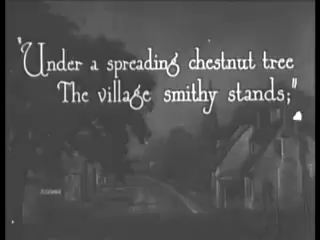 "Under a spreading chestnut tree
The village smithy stands;"